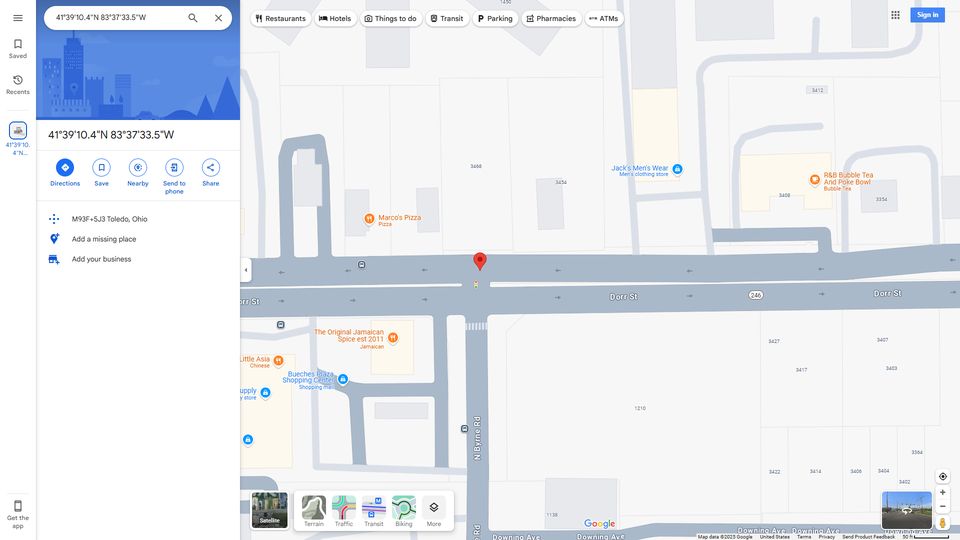 41°39'10.4"N 83°37'33.5"W
Restaurants
Hotels
Things to do
Transit
Parking
Pharmacies
ATMs
Sign in
Saved
Recents
41°39'10.
4"N...
41°39'10.4"N 83°37'33.5"W
Directions
Save
Nearby
Send to
phone
Share
M93F+5J3 Toledo, Ohio
Add a missing place
Add your business
Get the
app
3412
Jack's Men's Wear
Men's clothing store
3468
3454
R&B Bubble Tea
And Poke Bowl
Bubble Tea
3408
3354
Marco's Pizza
Pizza
orr St
Dorr St
246
Dorr St
The Original Jamaican
Spice est 2011
Jamaican
Little Asia
Chinese
Bueches Plaza
Shopping Center
Shopping mall
upply
y store
3427
3407
3417
3403
1210
N Byrne Rd
3364
3422
3414
3406
3404
3402
1138
Rd
Satellite
Terrain
Traffic
Transit
Biking
More
Google
Downing Ave
Downing Ave
Downing Ave
Downing Ave
Map data ©2025 Google
United States
Terms
Privacy
Send Product Feedback
50 ft